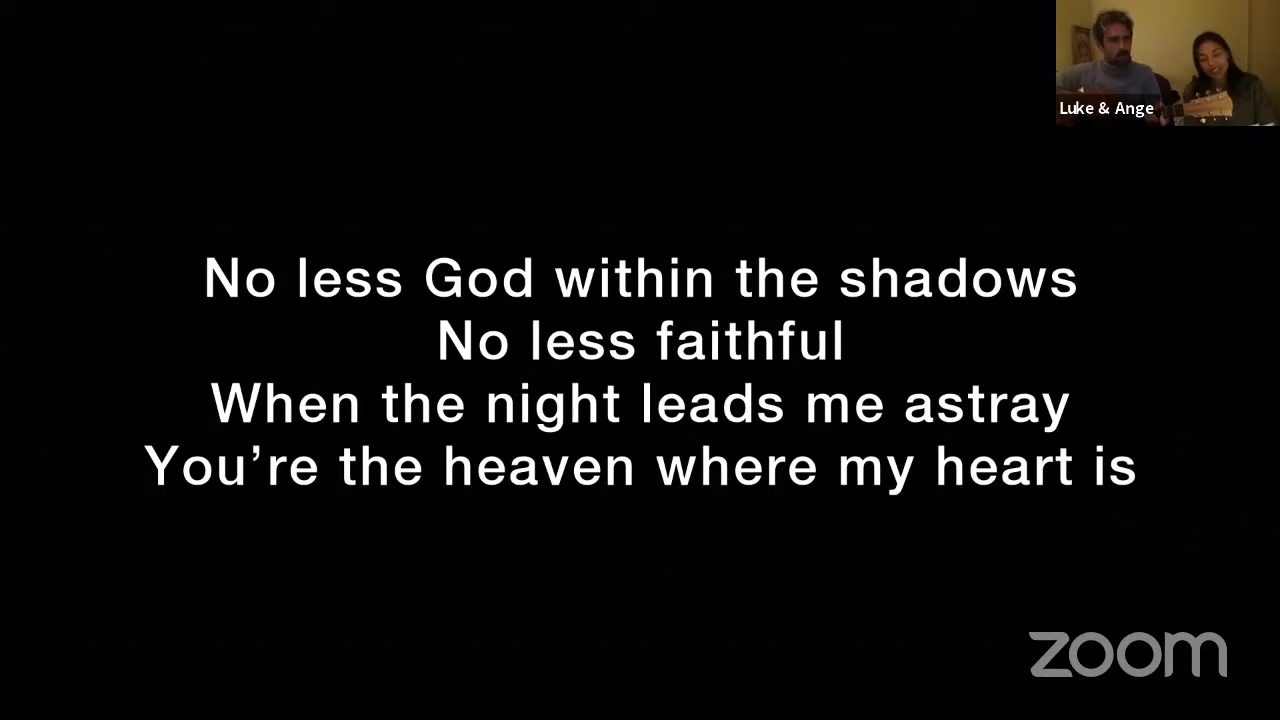 Luke & Ange
No less God within the shadows
No less faithful
When the night leads me astray
You’re the heaven where my heart is
zoom